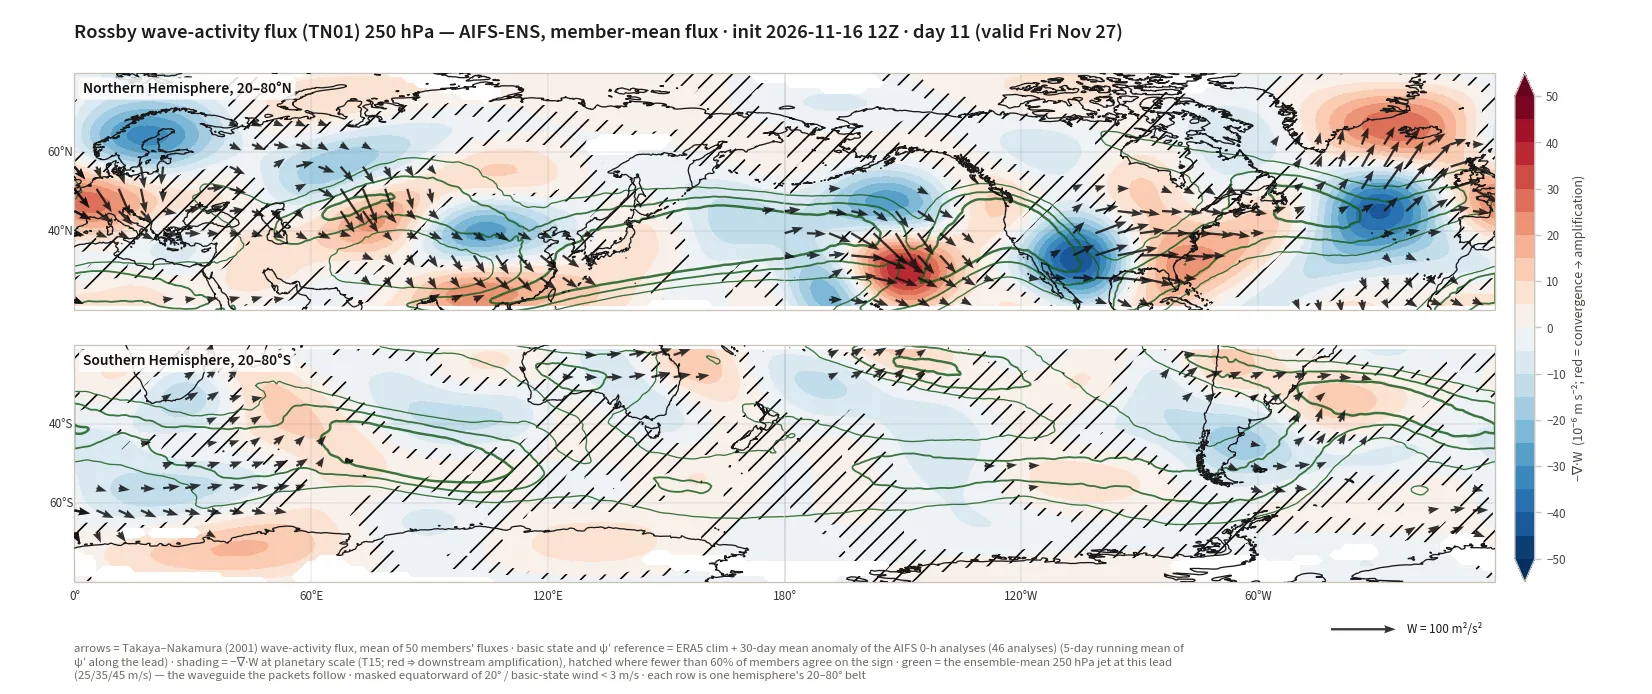 Rossby wave-activity flux (TN01) 250 hPa — AIFS-ENS, member-mean flux · init 2026-11-16 12Z · day 11 (valid Fri Nov 27)
Northern Hemisphere, 20–80°N
60°N
40°N
Southern Hemisphere, 20–80°S
40°S
60°S
0°
60°E
120°E
180°
120°W
60°W
50
40
30
20
10
0
−10
−20
−30
−40
−50
−∇·W (10⁻⁶ m s⁻²; red = convergence → amplification)
W = 100 m²/s²
arrows = Takaya–Nakamura (2001) wave-activity flux, mean of 50 members' fluxes · basic state and ψ′ reference = ERA5 clim + 30-day mean anomaly of the AIFS 0-h analyses (46 analyses) (5-day running mean of
ψ′ along the lead) · shading = −∇·W at planetary scale (T15; red ⇒ downstream amplification), hatched where fewer than 60% of members agree on the sign · green = the ensemble-mean 250 hPa jet at this lead
(25/35/45 m/s) — the waveguide the packets follow · masked equatorward of 20° / basic-state wind < 3 m/s · each row is one hemisphere's 20–80° belt